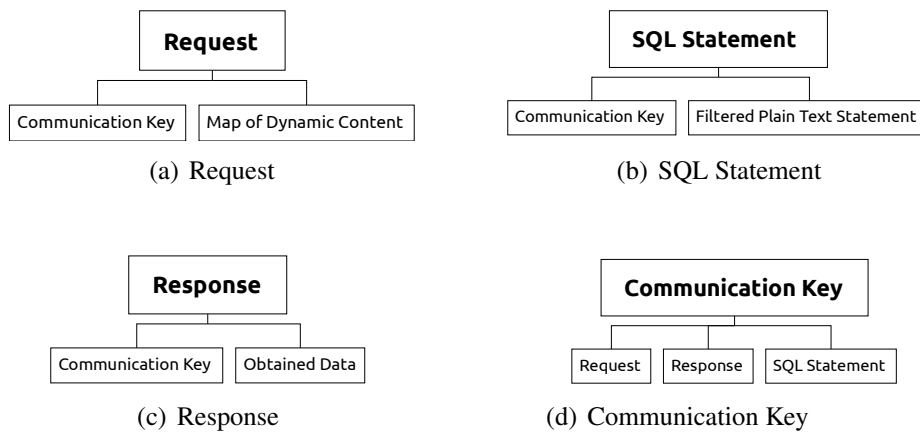 Request
Communication Key
Map of Dynamic Content
(a) Request
SQL Statement
Communication Key
Filtered Plain Text Statement
(b) SQL Statement
Response
Communication Key
Obtained Data
(c) Response
Communication Key
Request
Response
SQL Statement
(d) Communication Key